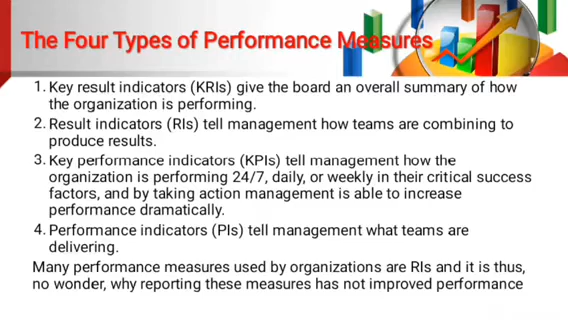 The Four Types of Performance Measures
1. Key result indicators (KRIs) give the board an overall summary of how
the organization is performing.
2. Result indicators (RIs) tell management how teams are combining to
produce results.
3. Key performance indicators (KPIs) tell management how the
organization is performing 24/7, daily, or weekly in their critical success
factors, and by taking action management is able to increase
performance dramatically.
4. Performance indicators (PIs) tell management what teams are
delivering.
Many performance measures used by organizations are RIs and it is thus,
no wonder, why reporting these measures has not improved performance